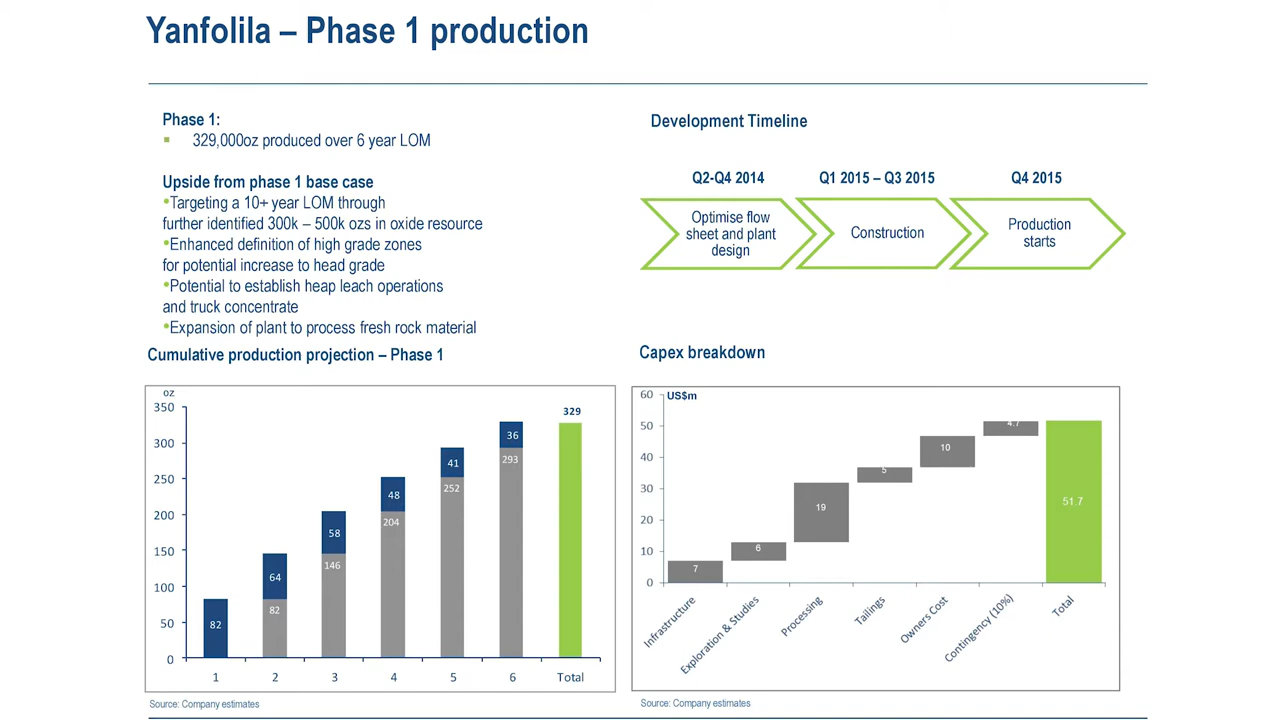 Yanfolila – Phase 1 production
Phase 1:
▪ 329,000oz produced over 6 year LOM
Upside from phase 1 base case
•Targeting a 10+ year LOM through
further identified 300k – 500k ozs in oxide resource
•Enhanced definition of high grade zones
for potential increase to head grade
•Potential to establish heap leach operations
and truck concentrate
•Expansion of plant to process fresh rock material
Development Timeline
Q2-Q4 2014
Q1 2015 – Q3 2015
Q4 2015
Optimise flow
sheet and plant
design
Construction
Production
starts
Cumulative production projection – Phase 1
oz
350
300
250
200
150
100
50
0
82
64
82
58
146
48
204
41
252
36
293
329
1
2
3
4
5
6
Total
Source: Company estimates
Capex breakdown
US$m
60
50
40
30
20
10
0
7
6
19
5
10
4.7
51.7
Infrastructure
Exploration & Studies
Processing
Tailings
Owners Cost
Contingency (10%)
Total
Source: Company estimates